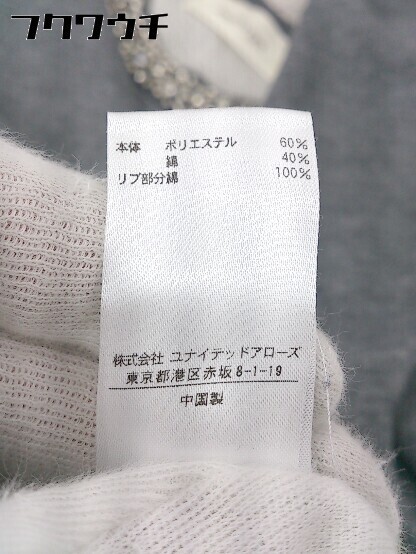 フクウクチ
本体 ポリエステル 60%
綿 40%
リブ部分綿 100%
株式会社 ユナイテッドアローズ
東京都港区赤坂8-1-19
中国製